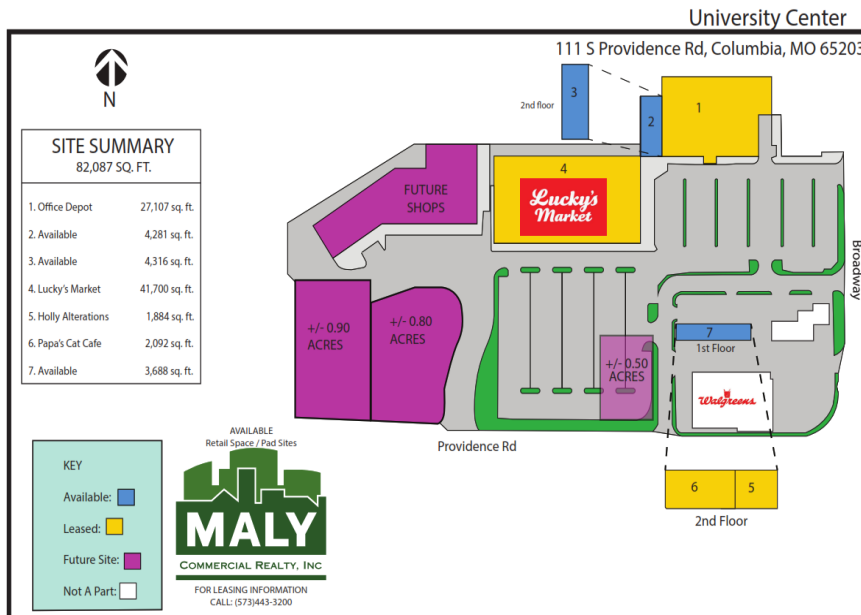 University Center
111 S Providence Rd, Columbia, MO 65203
N
SITE SUMMARY
82,087 SQ. FT.
1. Office Depot 27,107 sq. ft.
2. Available 4,281 sq. ft.
3. Available 4,316 sq. ft.
4. Lucky's Market 41,700 sq. ft.
5. Holly Alterations 1,884 sq. ft.
6. Papa's Cat Cafe 2,092 sq. ft.
7. Available 3,688 sq. ft.
3
2nd floor
2
1
4
Lucky's
Market
FUTURE
SHOPS
Broadway
+/- 0.90
ACRES
+/- 0.80
ACRES
+/- 0.50
ACRES
7
1st Floor
Walgreens
Providence Rd
6
5
2nd Floor
KEY
Available:
Leased:
Future Site:
Not A Part:
AVAILABLE
Retail Space / Pad Sites
MALY
COMMERCIAL REALTY, INC
FOR LEASING INFORMATION
CALL: (573)443-3200